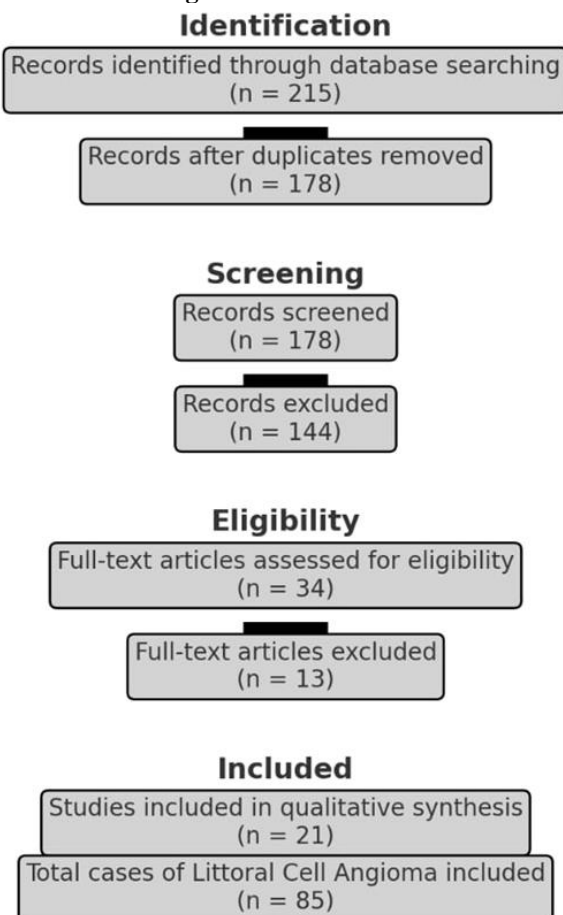 Identification
Records identified through database searching
(n = 215)
Records after duplicates removed
(n = 178)
Screening
Records screened
(n = 178)
Records excluded
(n = 144)
Eligibility
Full-text articles assessed for eligibility
(n = 34)
Full-text articles excluded
(n = 13)
Included
Studies included in qualitative synthesis
(n = 21)
Total cases of Littoral Cell Angioma included
(n = 85)